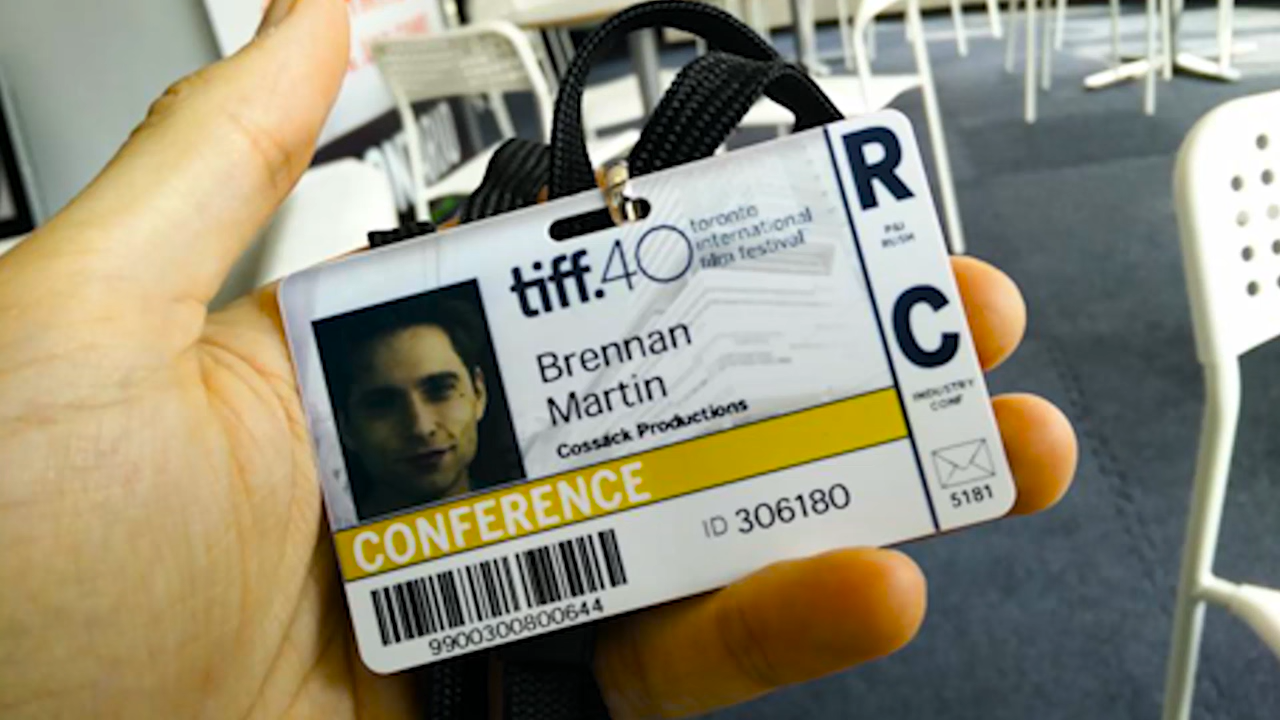 tiff.40
toronto
international
film festival
Brennan
Martin
Cossack Productions
CONFERENCE
ID 306180
9900300800644
R
P&I
RUSH
C
INDUSTRY
CONF
5181